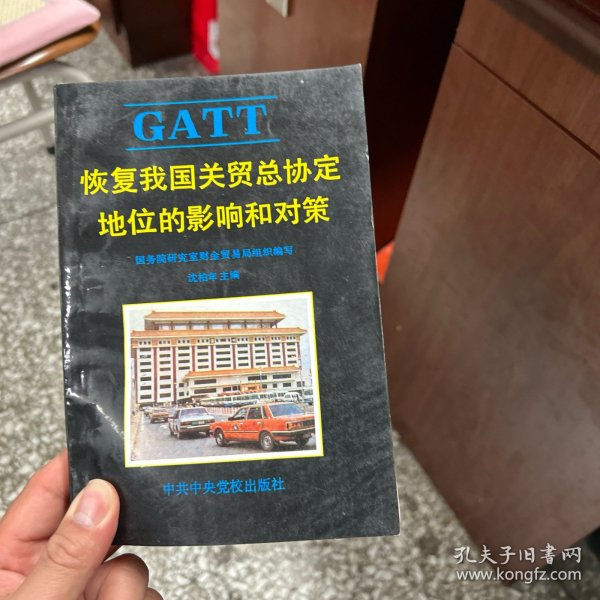 GATT
恢复我国关贸总协定
地位的影响和对策
国务院研究室财金贸易局组织编写
沈柏年主编
中共中央党校出版社
孔夫子旧书网
www.kongfz.com